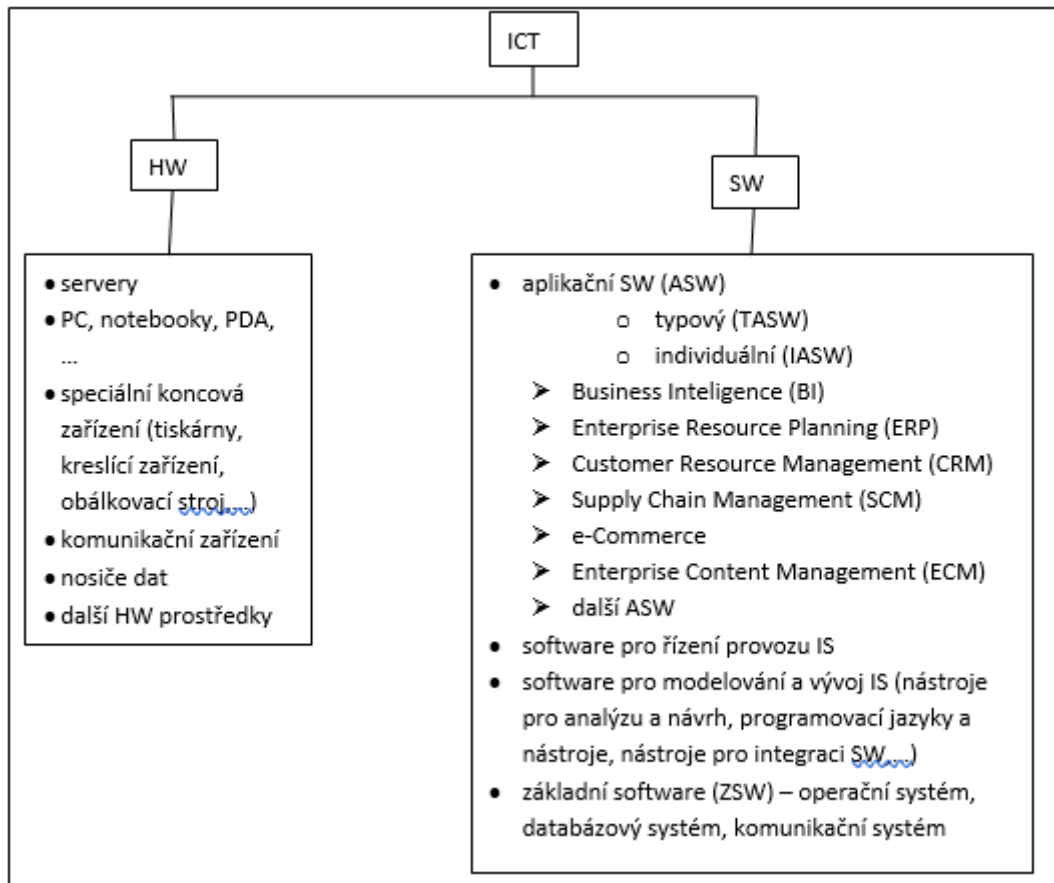 ICT
HW
SW
• servery
• PC, notebooky, PDA,
...
• speciální koncová
zařízení (tiskárny,
kreslící zařízení,
obálkovací stroj,...)
• komunikační zařízení
• nosiče dat
• další HW prostředky
• aplikační SW (ASW)
o typový (TASW)
o individuální (IASW)
➤ Business Inteligence (BI)
➤ Enterprise Resource Planning (ERP)
➤ Customer Resource Management (CRM)
➤ Supply Chain Management (SCM)
➤ e-Commerce
➤ Enterprise Content Management (ECM)
➤ další ASW
• software pro řízení provozu IS
• software pro modelování a vývoj IS (nástroje
pro analýzu a návrh, programovací jazyky a
nástroje, nástroje pro integraci SW,...)
• základní software (ZSW) – operační systém,
databázový systém, komunikační systém